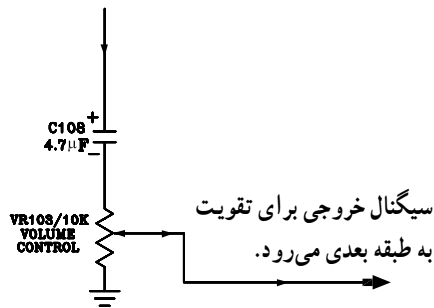 C108 +
4.7μF −
VR103/10K
VOLUME
CONTROL
سیگنال خروجی برای تقویت
به طبقه بعدی می‌رود.